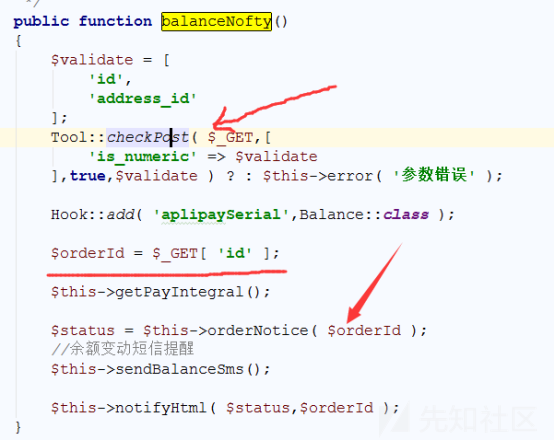 */
public function balanceNofty()
{
$validate = [
'id',
'address_id'
];
Tool::checkPost( $_GET,[
'is_numeric' => $validate
],true,$validate ) ? : $this->error( '参数错误' );
Hook::add( 'aplipaySerial',Balance::class );
$orderId = $_GET[ 'id' ];
$this->getPayIntegral();
$status = $this->orderNotice( $orderId );
//余额变动短信提醒
$this->sendBalanceSms();
$this->notifyHtml( $status,$orderId );
}
先知社区